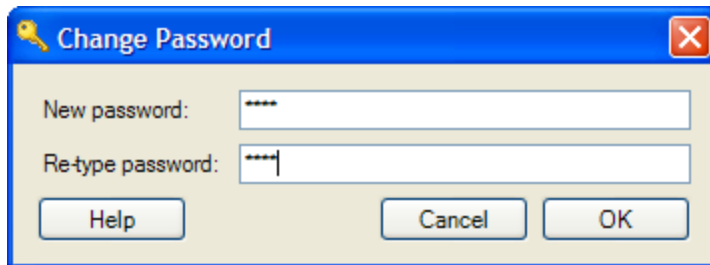 Change Password
New password: ****
Re-type password: ****
Help Cancel OK